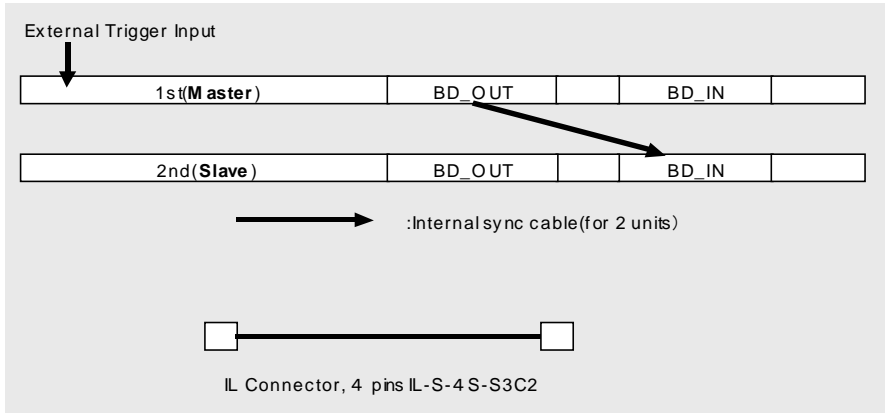 External Trigger Input
1st(Master) BD_OUT BD_IN
2nd(Slave) BD_OUT BD_IN
:Internal sync cable(for 2 units)
IL Connector, 4 pins IL-S-4S-S3C2